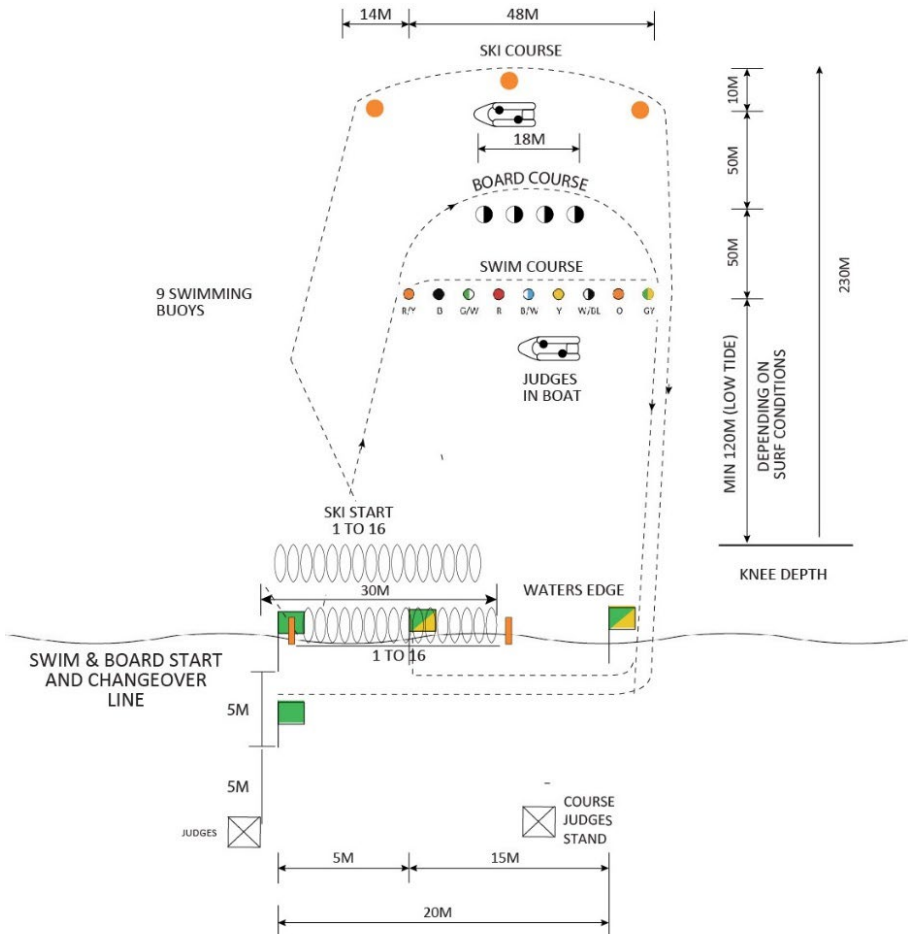 14M
48M
SKI COURSE
10M
18M
50M
BOARD COURSE
50M
230M
SWIM COURSE
9 SWIMMING
BUOYS
R/Y B G/W R B/W Y W/BL O GY
JUDGES
IN BOAT
MIN 120M (LOW TIDE)
DEPENDING ON
SURF CONDITIONS
SKI START
1 TO 16
KNEE DEPTH
30M
WATERS EDGE
1 TO 16
SWIM & BOARD START
AND CHANGEOVER
LINE
5M
5M
JUDGES
COURSE
JUDGES
STAND
5M
15M
20M